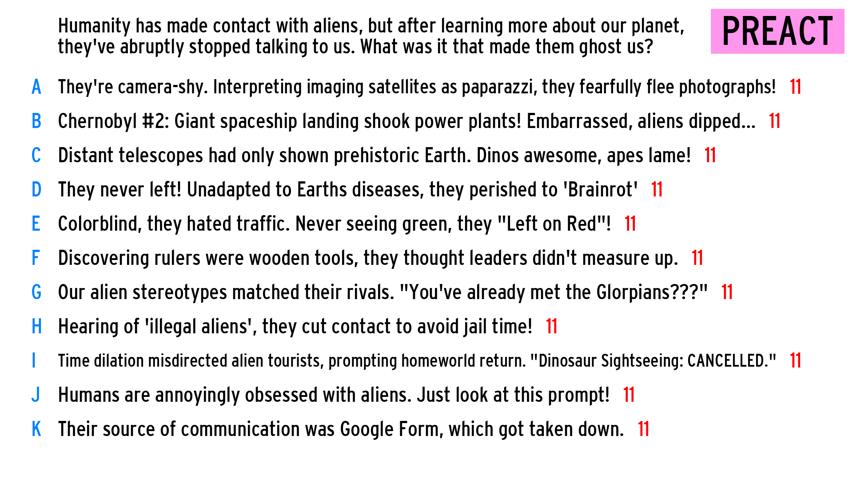 Humanity has made contact with aliens, but after learning more about our planet,
they've abruptly stopped talking to us. What was it that made them ghost us?
PREACT
A They're camera-shy. Interpreting imaging satellites as paparazzi, they fearfully flee photographs! 11
B Chernobyl #2: Giant spaceship landing shook power plants! Embarrassed, aliens dipped... 11
C Distant telescopes had only shown prehistoric Earth. Dinos awesome, apes lame! 11
D They never left! Unadapted to Earths diseases, they perished to 'Brainrot' 11
E Colorblind, they hated traffic. Never seeing green, they "Left on Red"! 11
F Discovering rulers were wooden tools, they thought leaders didn't measure up. 11
G Our alien stereotypes matched their rivals. "You've already met the Glorpians???" 11
H Hearing of 'illegal aliens', they cut contact to avoid jail time! 11
I Time dilation misdirected alien tourists, prompting homeworld return. "Dinosaur Sightseeing: CANCELLED." 11
J Humans are annoyingly obsessed with aliens. Just look at this prompt! 11
K Their source of communication was Google Form, which got taken down. 11